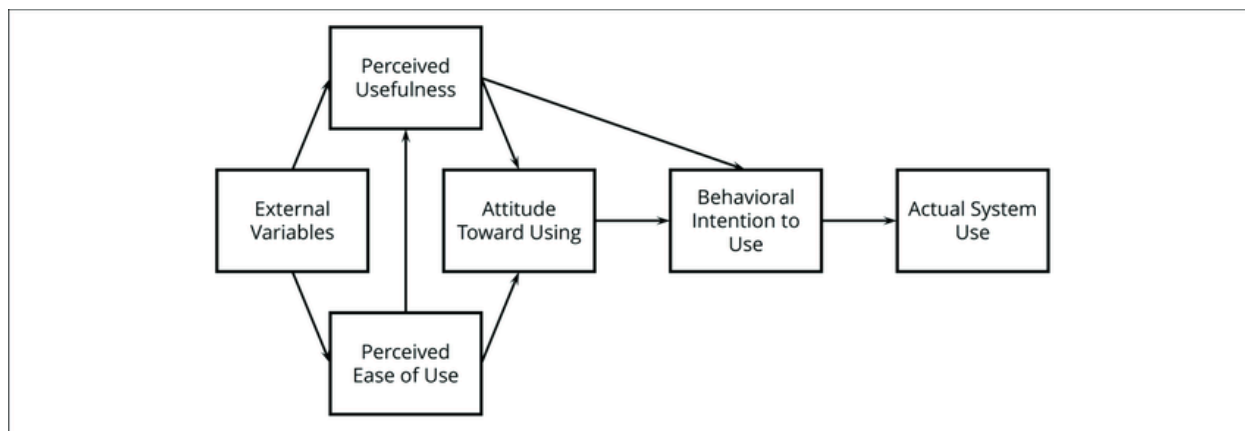 Perceived
Usefulness
External
Variables
Attitude
Toward Using
Behavioral
Intention to
Use
Actual System
Use
Perceived
Ease of Use